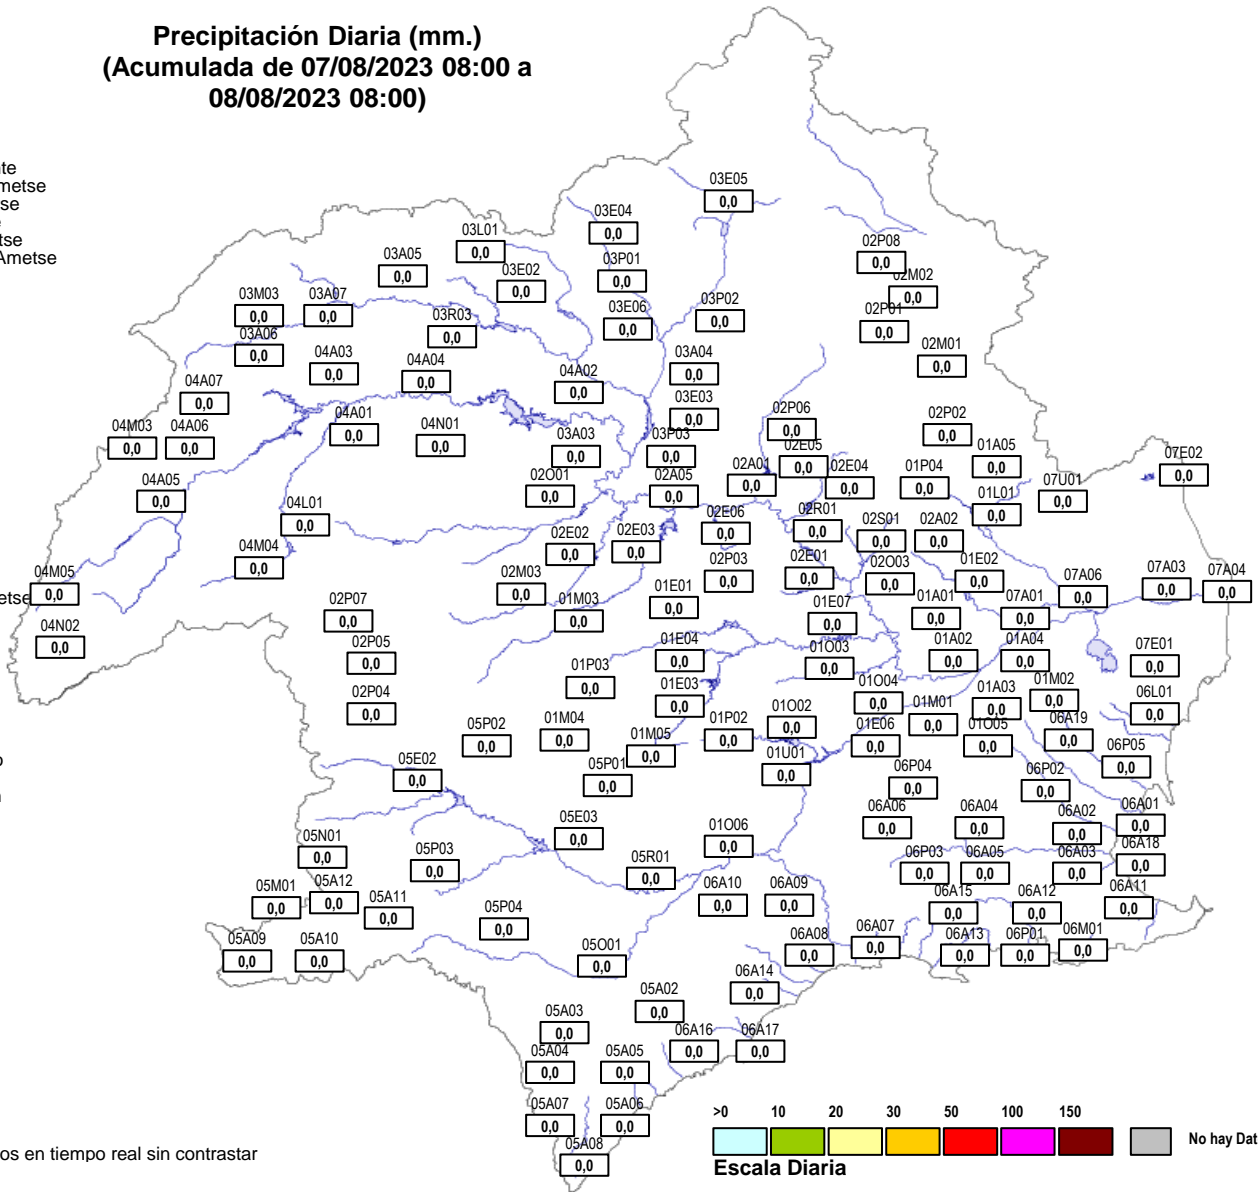 Precipitación Diaria (mm.)
(Acumulada de 07/08/2023 08:00 a
08/08/2023 08:00)
03E05
0,0
03E04
0,0
03L01
0,0
02P08
0,0
03A05
0,0
03P01
0,0
03E02
0,0
02M02
0,0
03M03
0,0
03A07
0,0
03P02
0,0
03E06
0,0
02P01
0,0
03R03
0,0
03A06
0,0
04A03
0,0
04A04
0,0
03A04
0,0
02M01
0,0
04A02
0,0
04A07
0,0
03E03
0,0
02P06
0,0
04A01
0,0
02P02
0,0
04M03
0,0
04A06
0,0
04N01
0,0
03A03
0,0
03P03
0,0
02E05
0,0
01A05
0,0
07E02
0,0
02A01
0,0
02E04
0,0
01P04
0,0
04A05
0,0
02O01
0,0
02A05
0,0
07U01
0,0
01L01
0,0
04L01
0,0
02E06
0,0
02R01
0,0
02S01
0,0
02A02
0,0
02E02
0,0
02E03
0,0
04M04
0,0
02P03
0,0
02E01
0,0
02O03
0,0
01E02
0,0
04M05
0,0
02M03
0,0
07A06
0,0
07A03
0,0
07A04
0,0
01E01
0,0
01M03
0,0
02P07
0,0
01E07
0,0
01A01
0,0
07A01
0,0
04N02
0,0
02P05
0,0
01E04
0,0
01O03
0,0
01A02
0,0
01A04
0,0
07E01
0,0
01P03
0,0
01E03
0,0
01O04
0,0
01A03
0,0
01M02
0,0
06L01
0,0
02P04
0,0
01O02
0,0
01M01
0,0
05P02
0,0
01M04
0,0
01P02
0,0
01E06
0,0
01O05
0,0
06A19
0,0
01M05
0,0
06P05
0,0
05E02
0,0
01U01
0,0
05P01
0,0
06P04
0,0
06P02
0,0
05E03
0,0
06A06
0,0
06A04
0,0
06A02
0,0
06A01
0,0
01O06
0,0
05N01
0,0
05P03
0,0
05R01
0,0
06P03
0,0
06A05
0,0
06A03
0,0
06A18
0,0
05M01
0,0
05A12
0,0
05A11
0,0
06A10
0,0
06A09
0,0
06A15
0,0
06A12
0,0
06A11
0,0
05P04
0,0
05A09
0,0
05A10
0,0
05O01
0,0
06A08
0,0
06A07
0,0
06A13
0,0
06P01
0,0
06M01
0,0
06A14
0,0
05A02
0,0
05A03
0,0
06A16
0,0
06A17
0,0
05A04
0,0
05A05
0,0
05A07
0,0
05A06
0,0
05A08
0,0
metse
Ametse
os en tiempo real sin contrastar
>0 10 20 30 50 100 150
No hay Dat
Escala Diaria